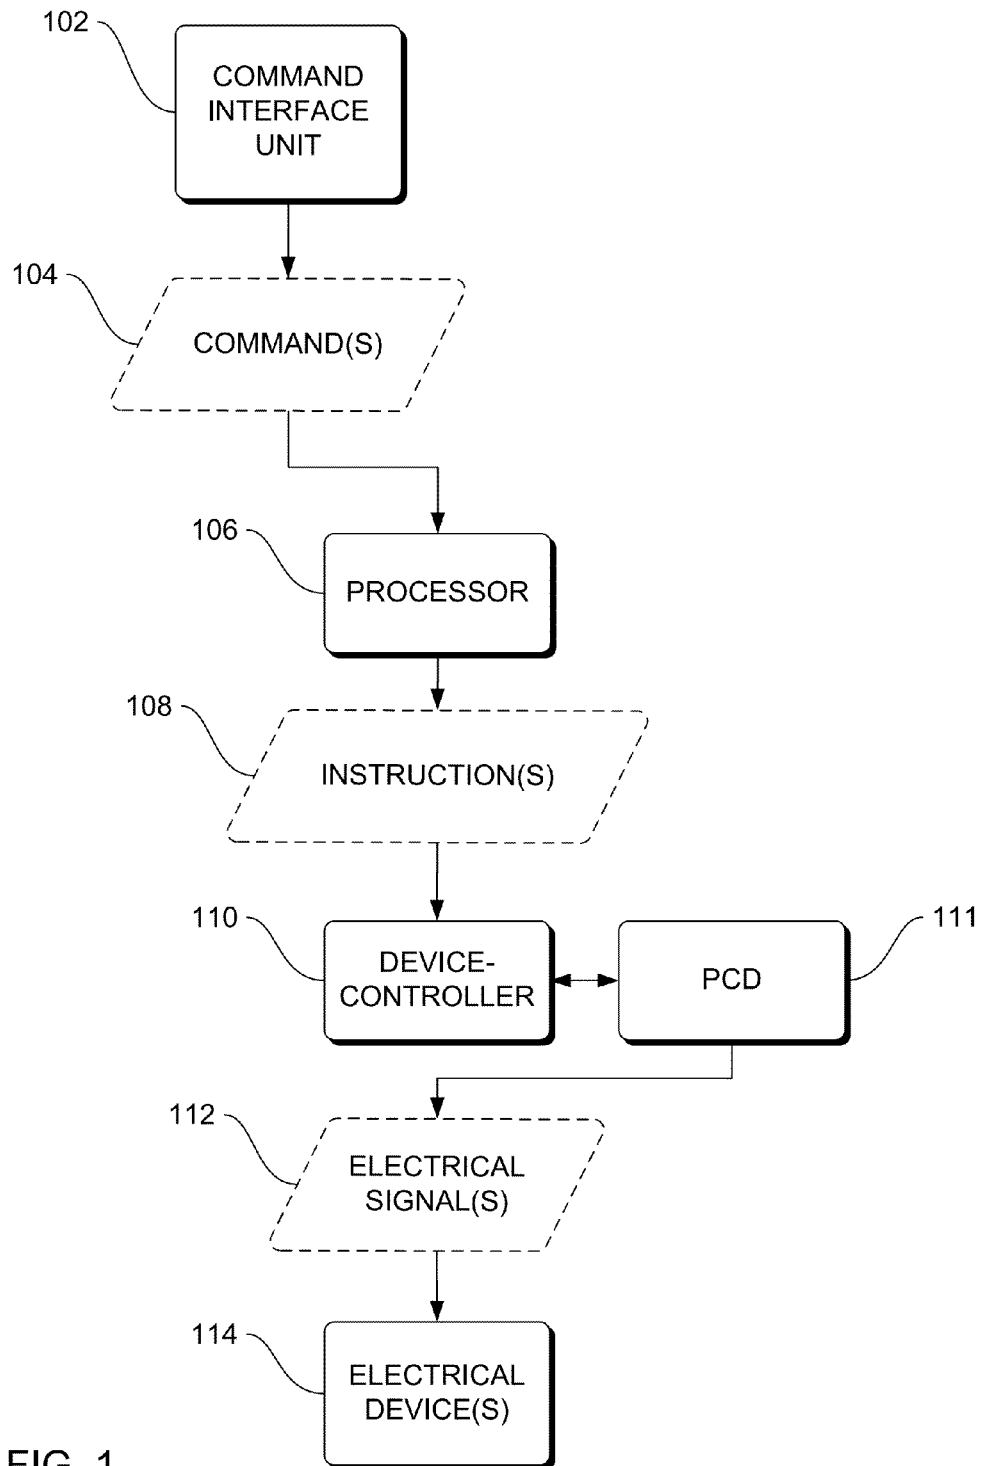 102
COMMAND
INTERFACE
UNIT
104
COMMAND(S)
106
PROCESSOR
108
INSTRUCTION(S)
110
DEVICE-
CONTROLLER
PCD
111
112
ELECTRICAL
SIGNAL(S)
114
ELECTRICAL
DEVICE(S)
FIG. 1